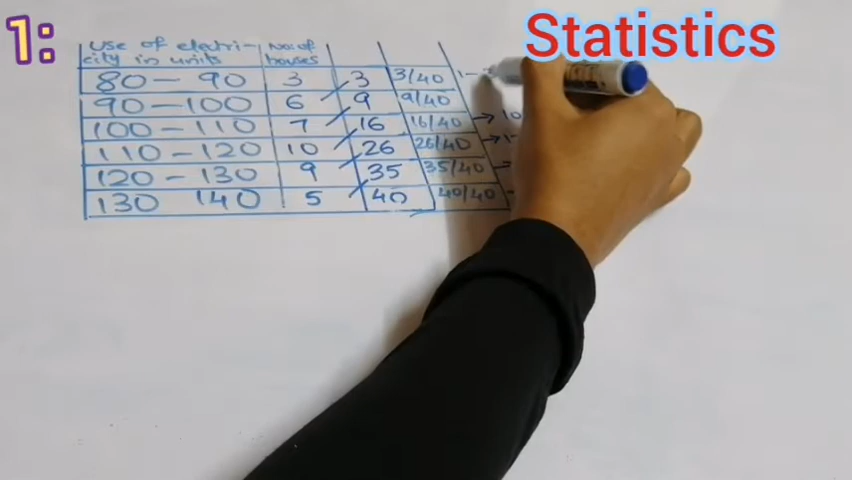 1:
Statistics
Use of electri- No. of
city in units houses
80 — 90 3 3 3/40
90 — 100 6 9 9/40
100 — 110 7 16 16/40
110 — 120 10 26 26/40
120 — 130 9 35 35/40
130 140 5 40 40/40